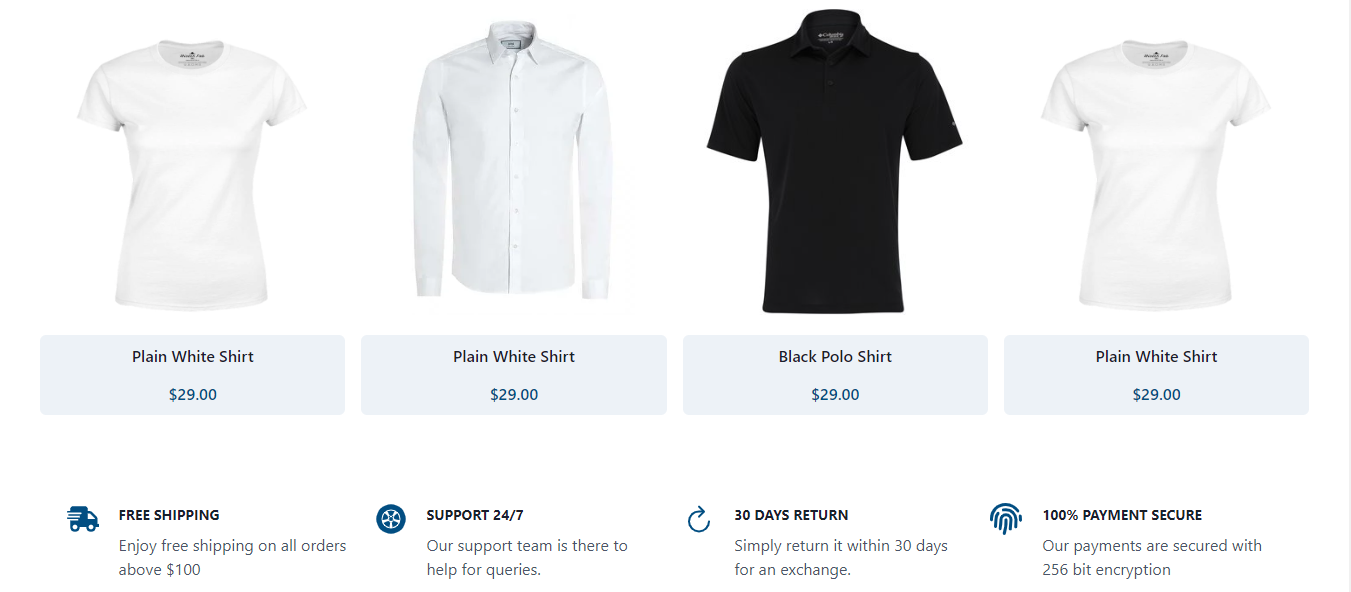 Columbia
Plain White Shirt
Plain White Shirt
Black Polo Shirt
Plain White Shirt
$29.00
$29.00
$29.00
$29.00
FREE SHIPPING
Enjoy free shipping on all orders
above $100
SUPPORT 24/7
Our support team is there to
help for queries.
30 DAYS RETURN
Simply return it within 30 days
for an exchange.
100% PAYMENT SECURE
Our payments are secured with
256 bit encryption